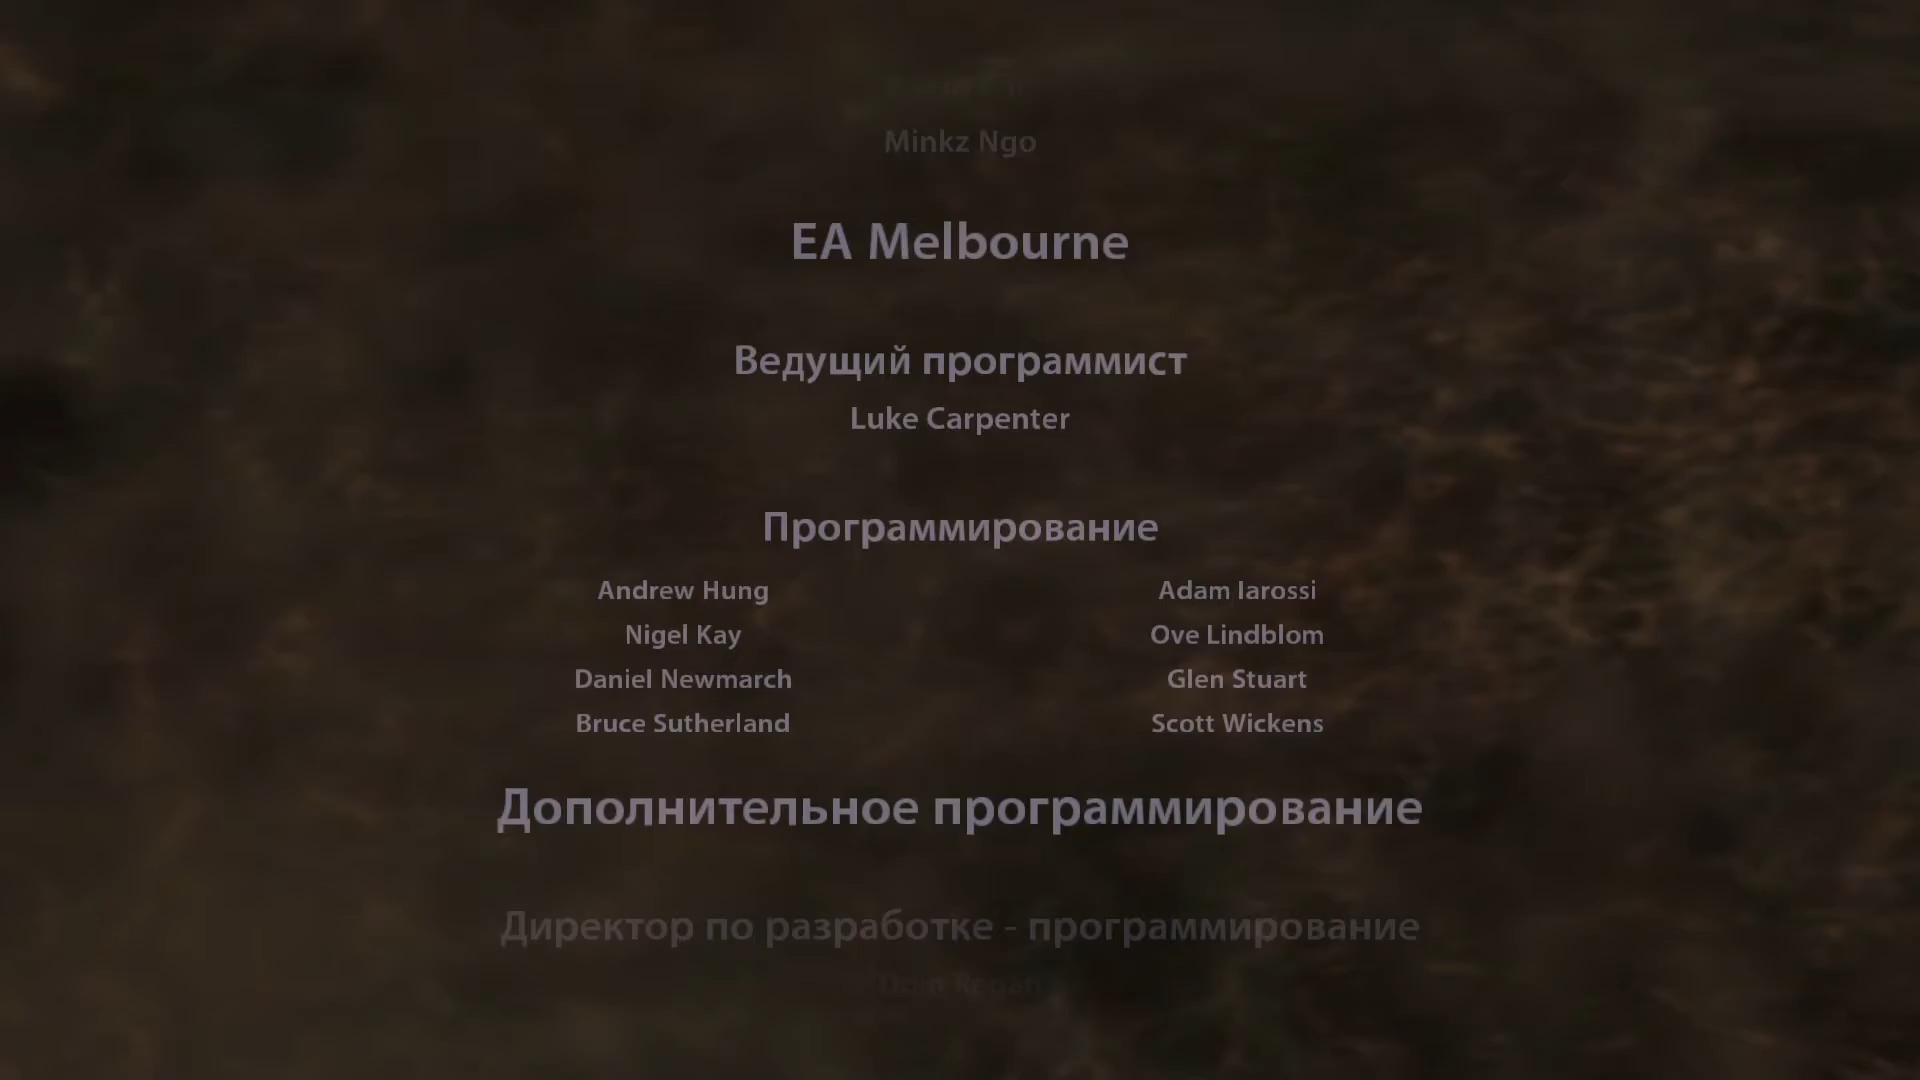 Minkz Ngo
EA Melbourne
Ведущий программист
Luke Carpenter
Программирование
Andrew Hung Adam Iarossi
Nigel Kay Ove Lindblom
Daniel Newmarch Glen Stuart
Bruce Sutherland Scott Wickens
Дополнительное программирование
Директор по разработке - программирование